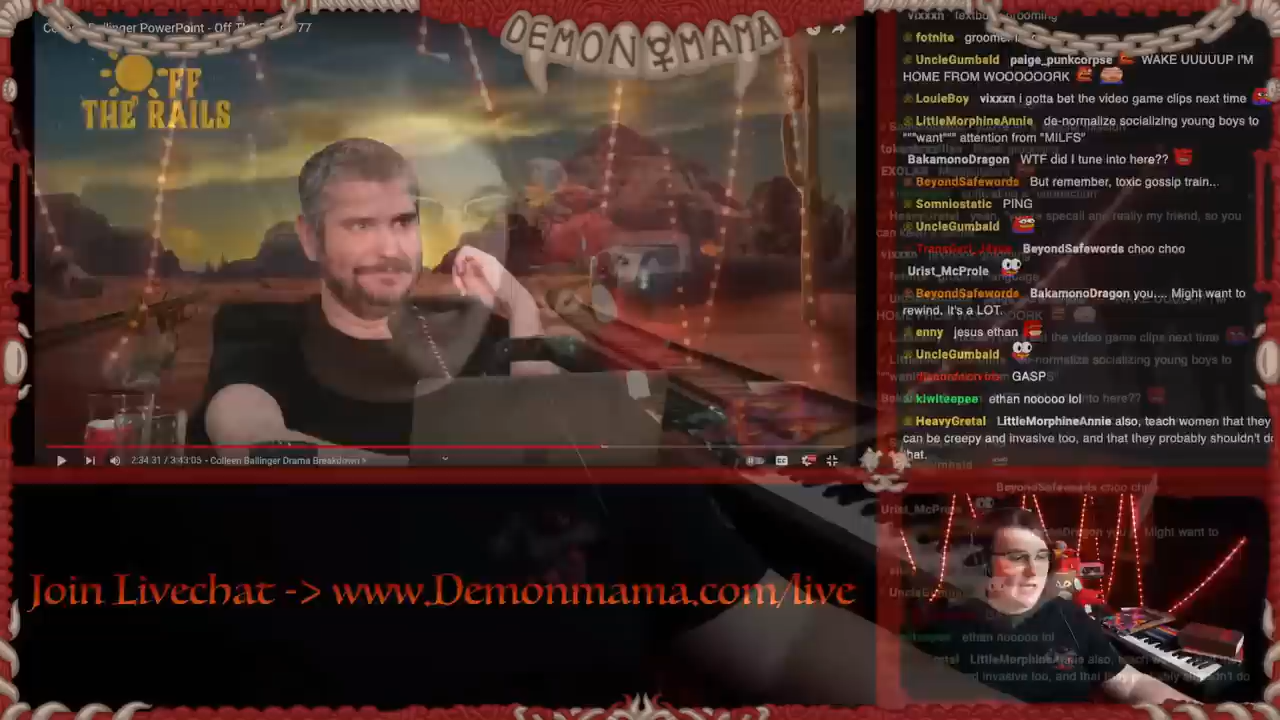 Ballinger PowerPoint - Off
DEMON MAMA
OFF
THE RAILS
2:34:31 / 3:43:05 • Colleen Ballinger Drama Breakdown >
Join Livechat -> www.Demonmama.com/live
fotnite
UncleGumbald paige_punkcorpse WAKE UUUUUP I'M
HOME FROM WOOOOOORK
LouieBoy vixxxn i gotta bet the video game clips next time
LittleMorphineAnnie de-normalize socializing young boys to
"""want""" attention from "MILFS"
BakamonoDragon WTF did I tune into here??
BeyondSafewords But remember, toxic gossip train...
Somniostatic PING
UncleGumbald
BeyondSafewords choo choo
Urist_McProle
BeyondSafewords BakamonoDragon you.... Might want to
rewind. It's a LOT.
enny jesus ethan
UncleGumbald
GASP
kiwiteepee ethan nooooo lol
HeavyGretal LittleMorphineAnnie also, teach women that they
can be creepy and invasive too, and that they probably shouldn't do
that.